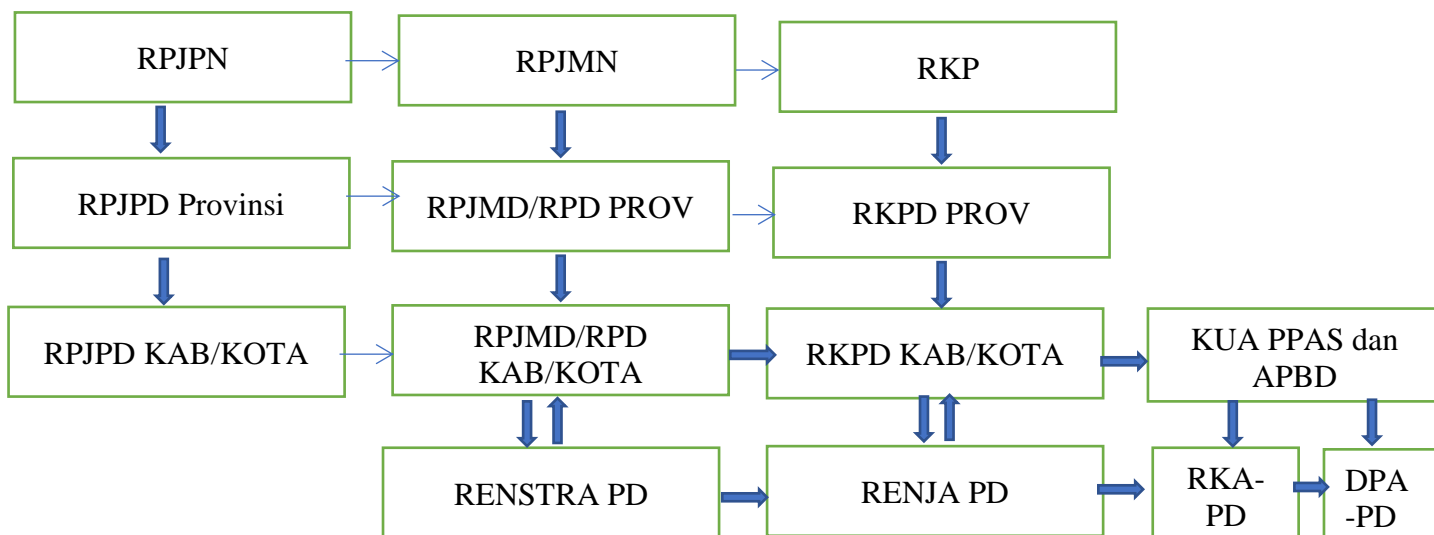 RPJPN
RPJMN
RKP
RPJPD Provinsi
RPJMD/RPD PROV
RKPD PROV
RPJPD KAB/KOTA
RPJMD/RPD
KAB/KOTA
RKPD KAB/KOTA
KUA PPAS dan
APBD
RENSTRA PD
RENJA PD
RKA-
PD
DPA
-PD